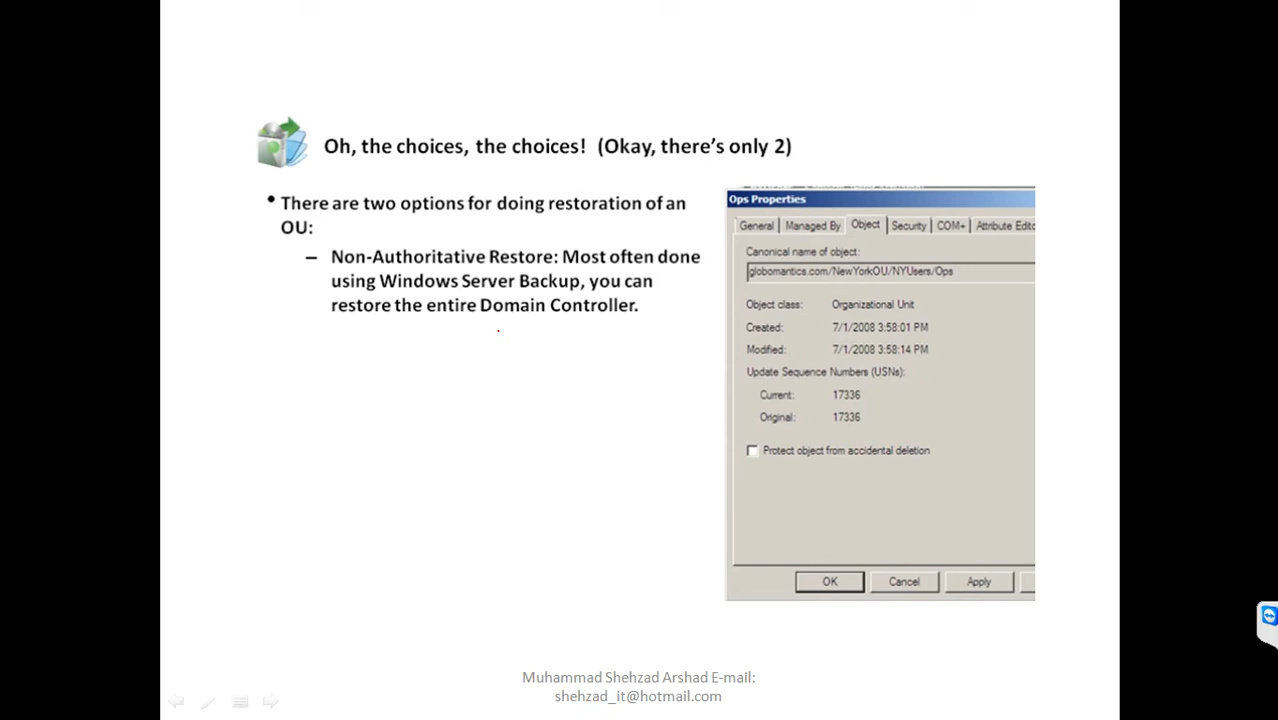 Oh, the choices, the choices!  (Okay, there's only 2)
• There are two options for doing restoration of an
OU:
– Non-Authoritative Restore: Most often done
using Windows Server Backup, you can
restore the entire Domain Controller.
Ops Properties
General Managed By Object Security COM+ Attribute Edito
Canonical name of object:
globomantics.com/NewYorkOU/NYUsers/Ops
Object class: Organizational Unit
Created: 7/1/2008 3:58:01 PM
Modified: 7/1/2008 3:58:14 PM
Update Sequence Numbers (USNs):
Current: 17336
Original: 17336
Protect object from accidental deletion
OK Cancel Apply
Muhammad Shehzad Arshad E-mail:
shehzad_it@hotmail.com